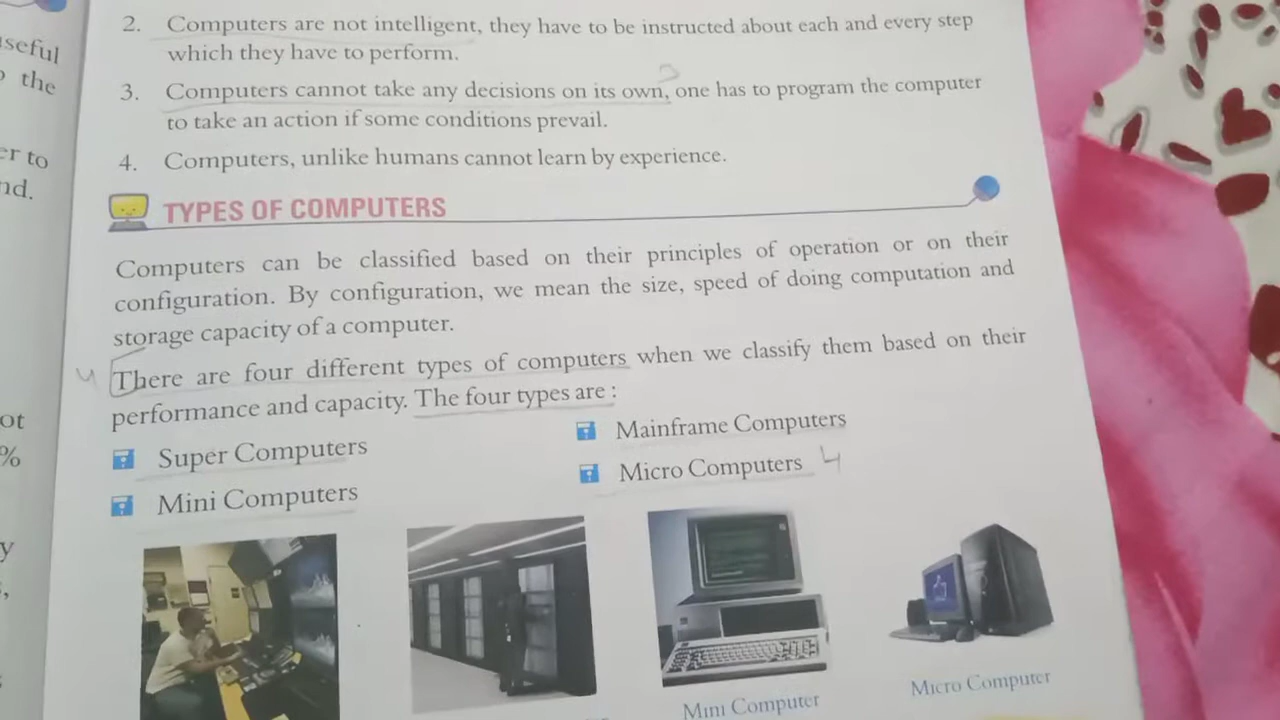 2. Computers are not intelligent, they have to be instructed about each and every step
which they have to perform.
3. Computers cannot take any decisions on its own, one has to program the computer
to take an action if some conditions prevail.
4. Computers, unlike humans cannot learn by experience.
TYPES OF COMPUTERS
Computers can be classified based on their principles of operation or on their
configuration. By configuration, we mean the size, speed of doing computation and
storage capacity of a computer.
There are four different types of computers when we classify them based on their
performance and capacity. The four types are :
Super Computers
Mainframe Computers
Mini Computers
Micro Computers
Mini Computer
Micro Computer
the
to
%
y